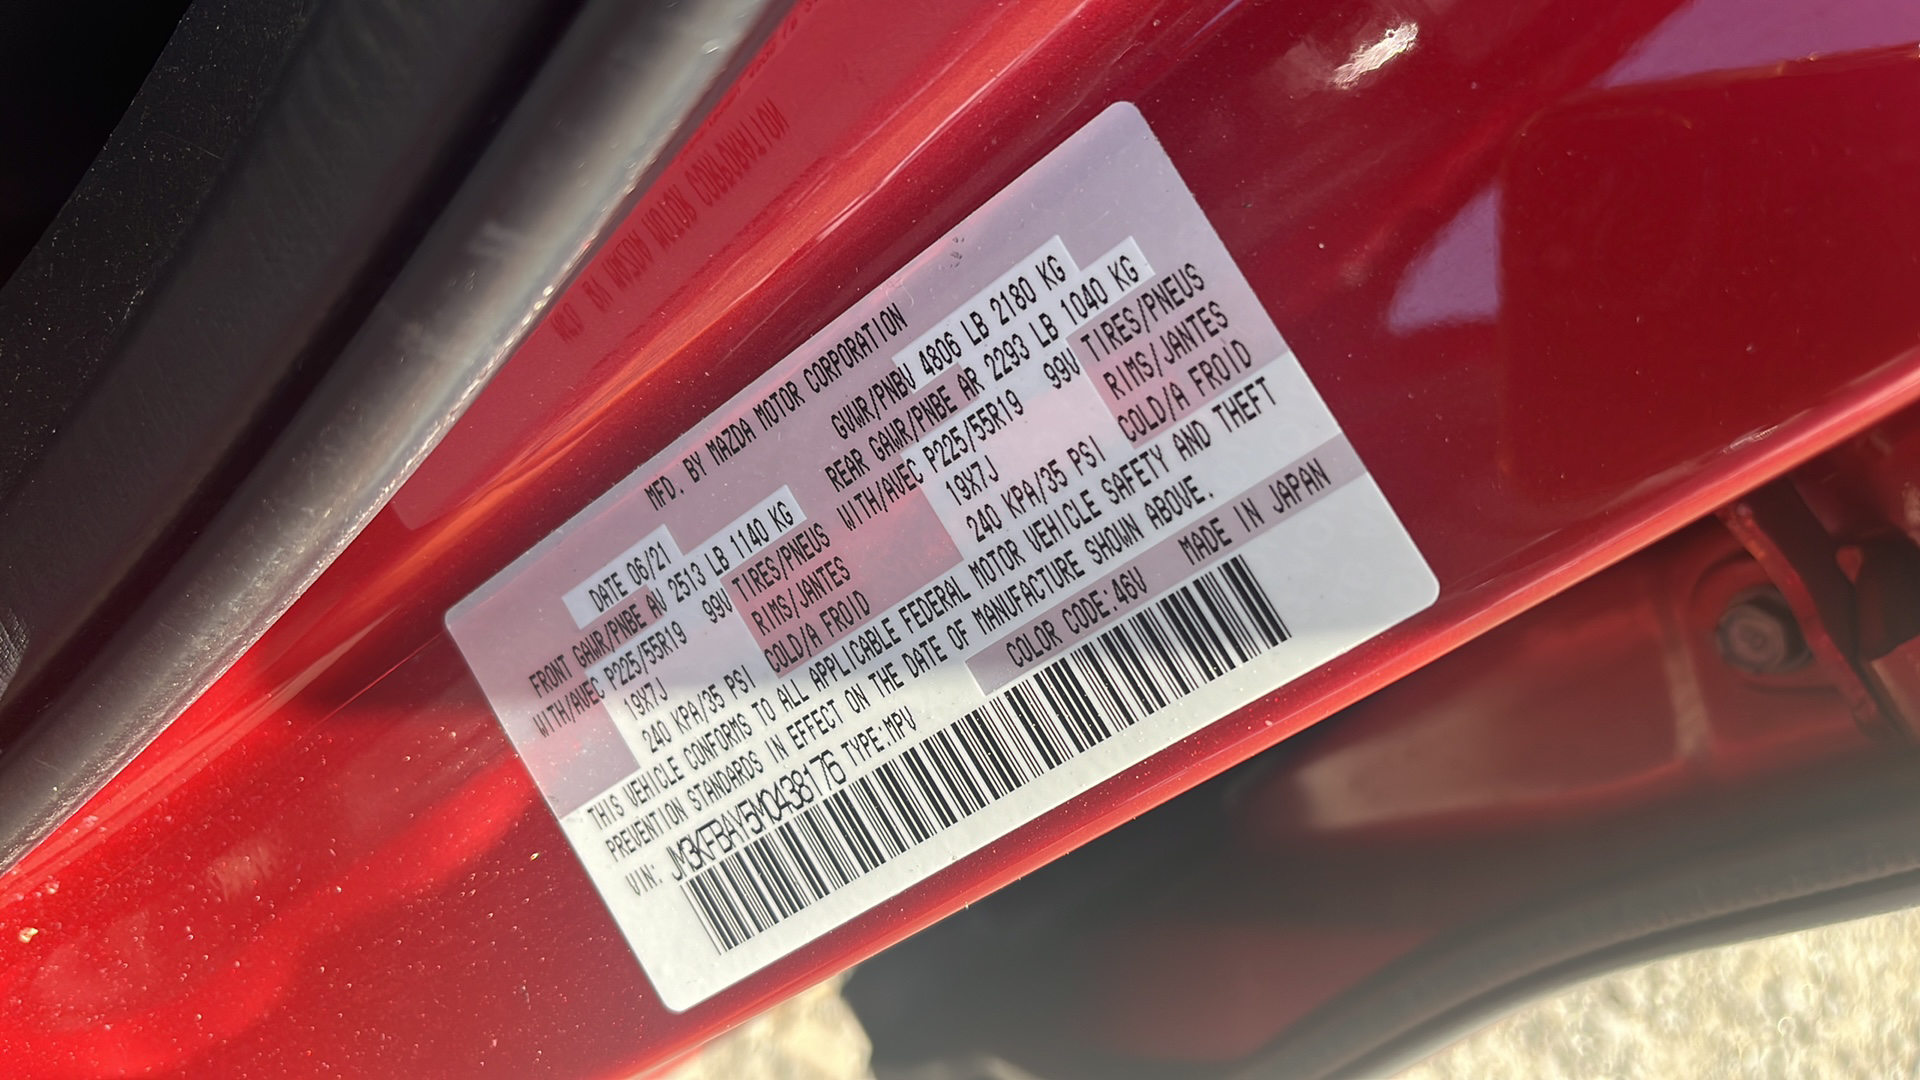 MFD. BY MAZDA MOTOR CORPORATION
DATE 06/21 GVWR/PNBV 4806 LB 2180 KG
FRONT GAWR/PNBE AV 2513 LB 1140 KG REAR GAWR/PNBE AR 2293 LB 1040 KG
WITH/AVEC P225/55R19 99V TIRES/PNEUS WITH/AVEC P225/55R19 99V TIRES/PNEUS
19X7J RIMS/JANTES 19X7J RIMS/JANTES
240 KPA/35 PSI COLD/A FROID 240 KPA/35 PSI COLD/A FROID
THIS VEHICLE CONFORMS TO ALL APPLICABLE FEDERAL MOTOR VEHICLE SAFETY AND THEFT
PREVENTION STANDARDS IN EFFECT ON THE DATE OF MANUFACTURE SHOWN ABOVE.
VIN: JM3KFBAY5M0438176 TYPE:MPV COLOR CODE:46V MADE IN JAPAN